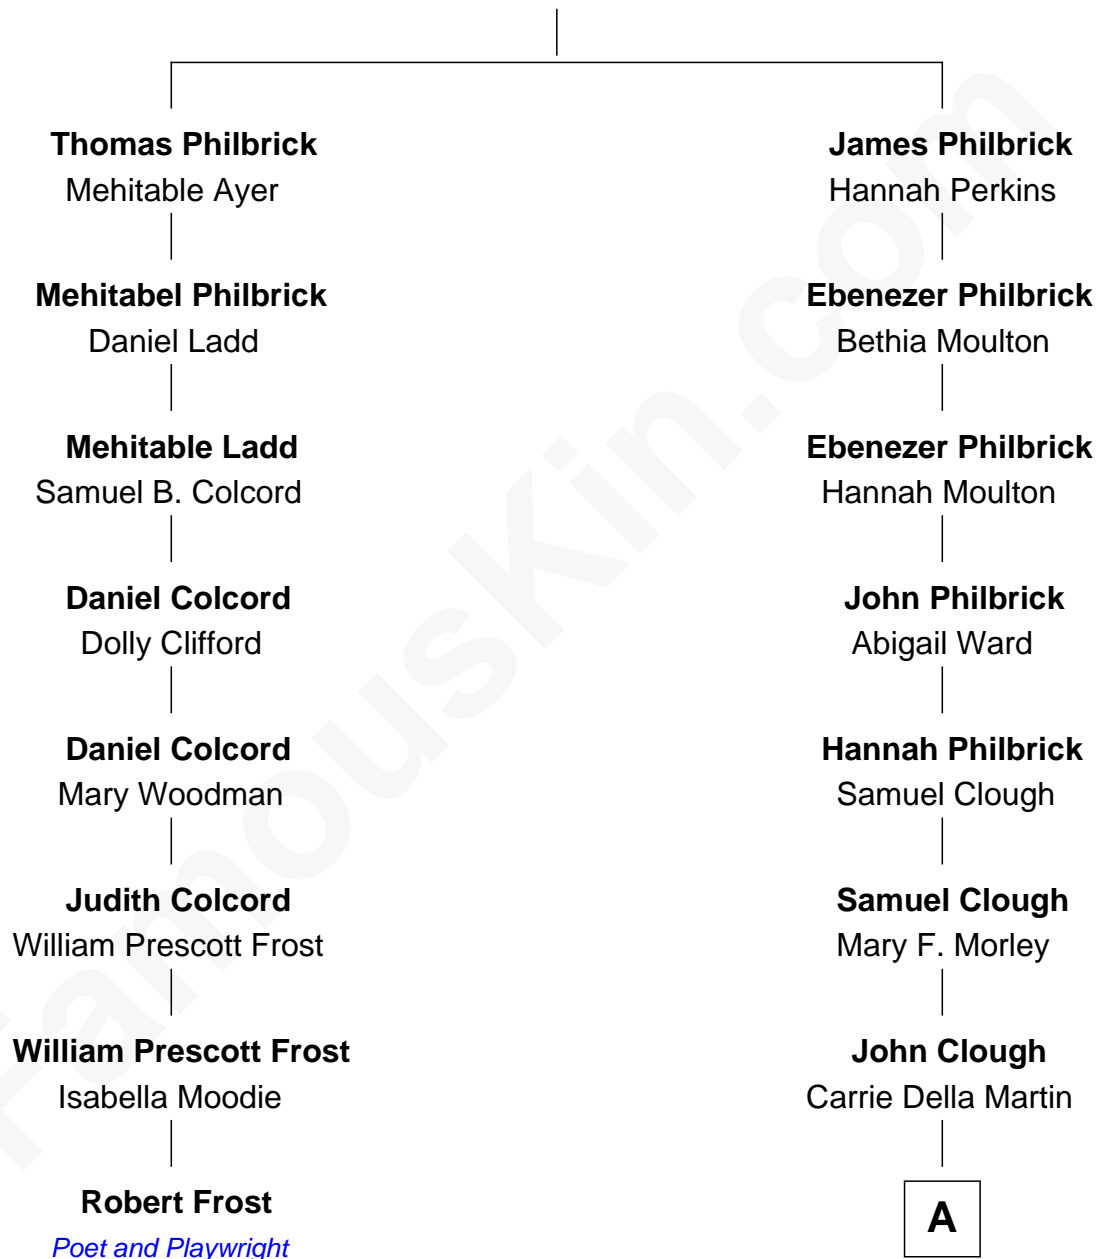 Thomas Philbrick
Mehitable Ayer
James Philbrick
Hannah Perkins
Mehitabel Philbrick
Daniel Ladd
Ebenezer Philbrick
Bethia Moulton
Mehitable Ladd
Samuel B. Colcord
Ebenezer Philbrick
Hannah Moulton
Daniel Colcord
Dolly Clifford
John Philbrick
Abigail Ward
Daniel Colcord
Mary Woodman
Hannah Philbrick
Samuel Clough
Judith Colcord
William Prescott Frost
Samuel Clough
Mary F. Morley
William Prescott Frost
Isabella Moodie
John Clough
Carrie Della Martin
Robert Frost
Poet and Playwright
A
FamousKin.com